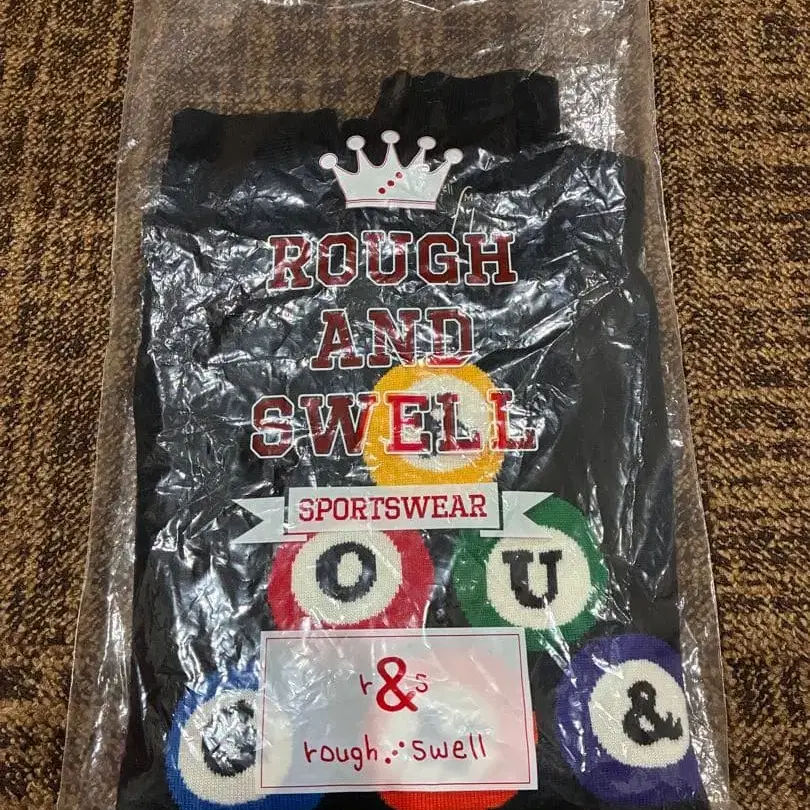 ROUGH
AND
SWELL
SPORTSWEAR
O U
&
r&s
rough swell